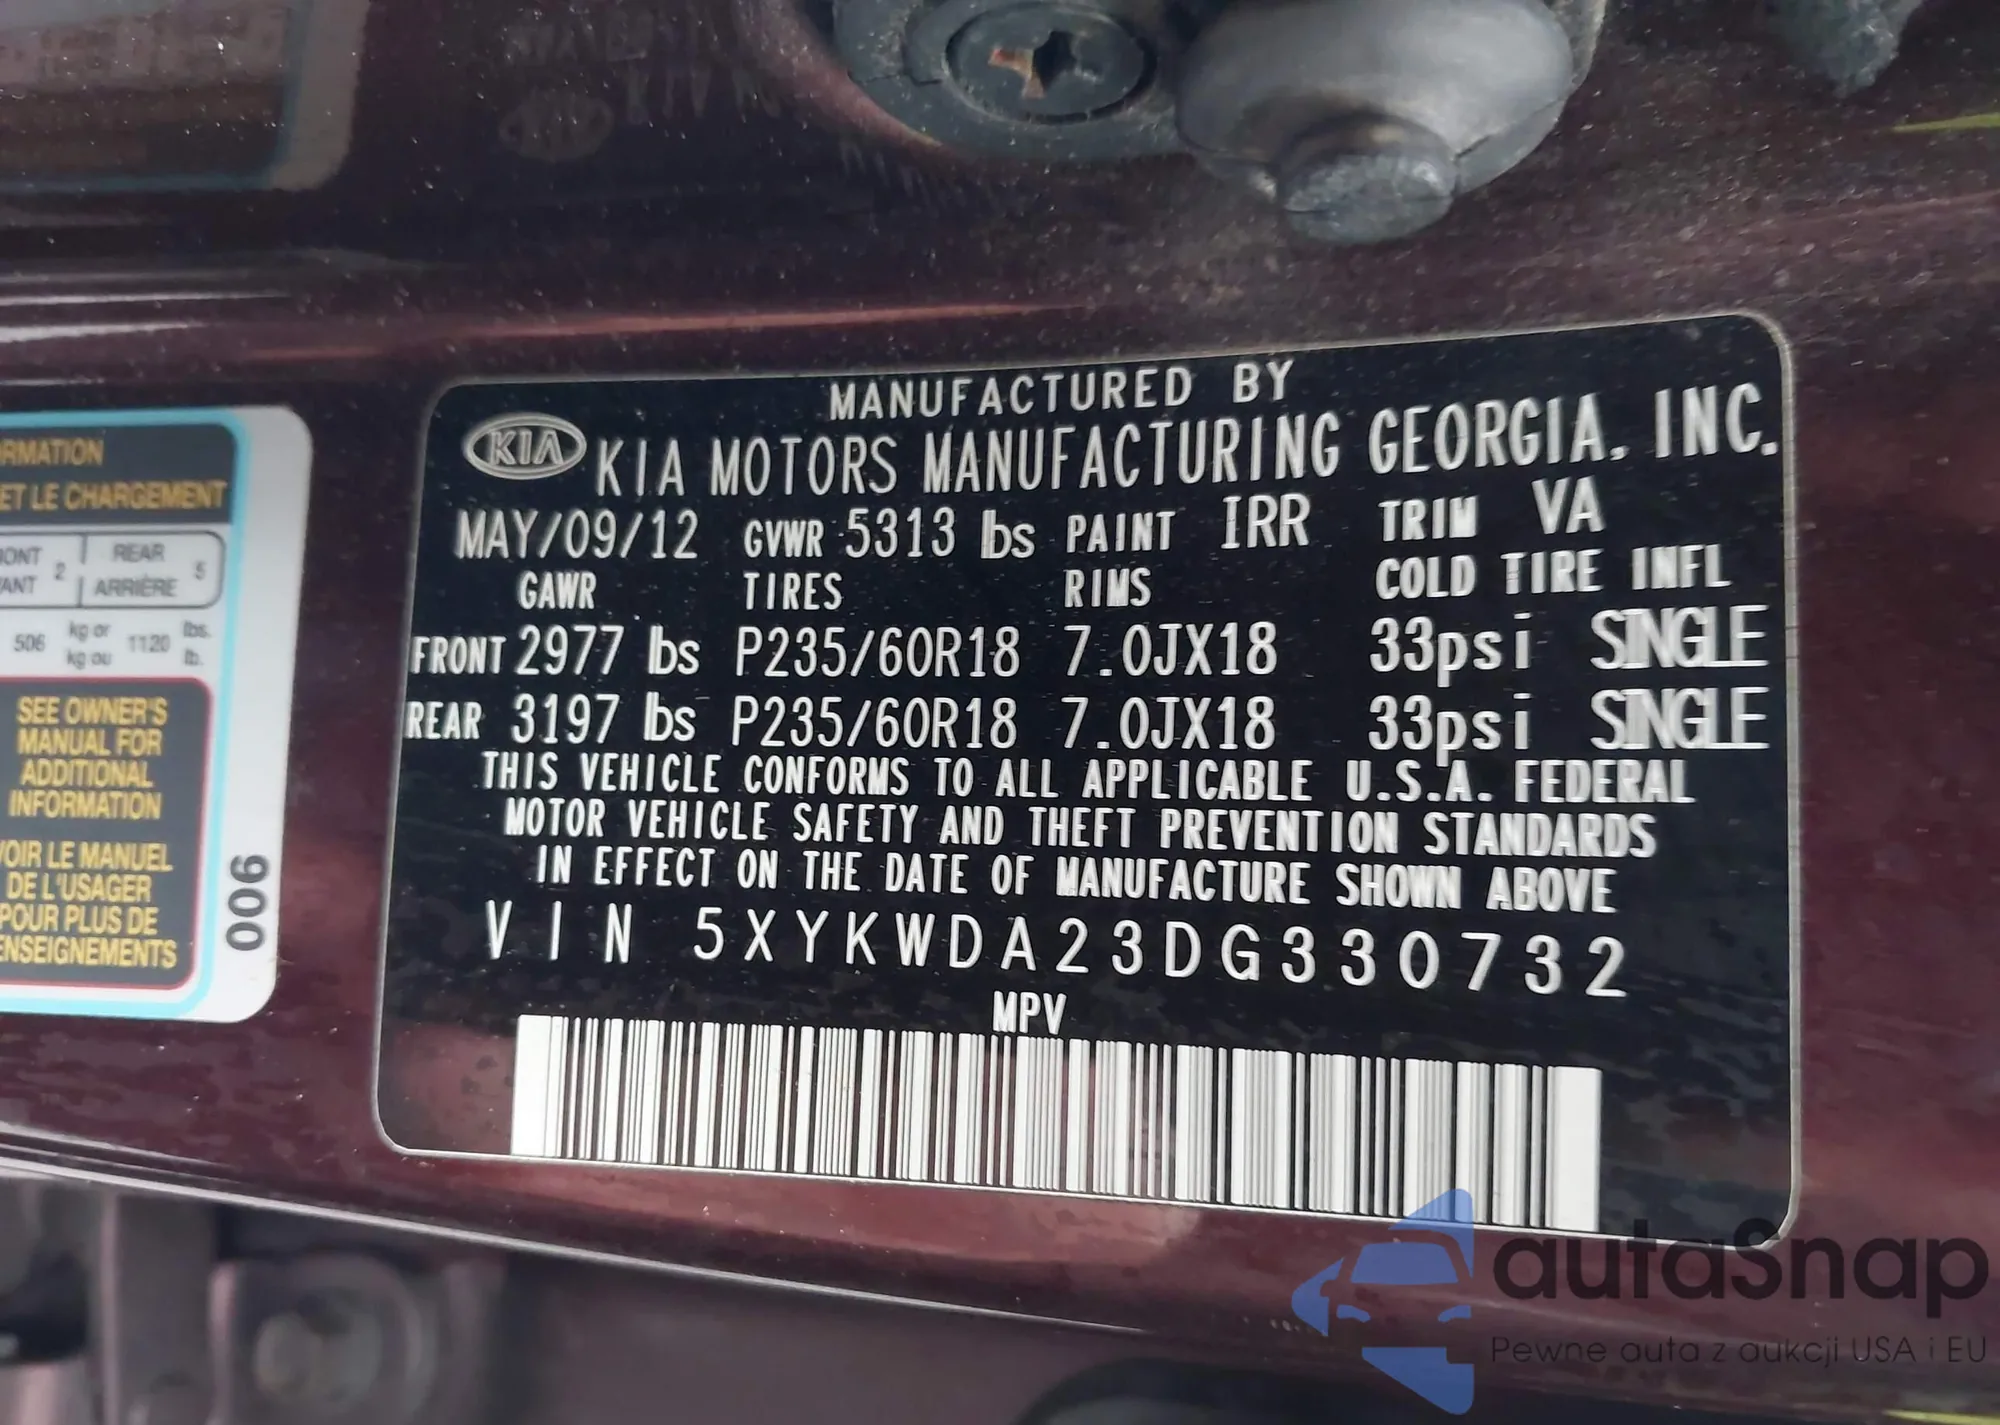 MANUFACTURED BY
KIA KIA MOTORS MANUFACTURING GEORGIA, INC.
MAY/09/12 GVWR 5313 lbs PAINT IRR TRIM VA
GAWR TIRES RIMS COLD TIRE INFL
FRONT 2977 lbs P235/60R18 7.0JX18 33psi SINGLE
REAR 3197 lbs P235/60R18 7.0JX18 33psi SINGLE
THIS VEHICLE CONFORMS TO ALL APPLICABLE U.S.A. FEDERAL
MOTOR VEHICLE SAFETY AND THEFT PREVENTION STANDARDS
IN EFFECT ON THE DATE OF MANUFACTURE SHOWN ABOVE
VIN 5XYKWDA23DG330732
MPV
RMATION
ET LE CHARGEMENT
ONT 2 REAR 5
ANT ARRIÈRE
506 kg or 1120 lbs.
kg ou lb.
SEE OWNER'S
MANUAL FOR
ADDITIONAL
INFORMATION
VOIR LE MANUEL
DE L'USAGER
POUR PLUS DE
ENSEIGNEMENTS
006
autaSnap
Pewne auta z aukcji USA i EU